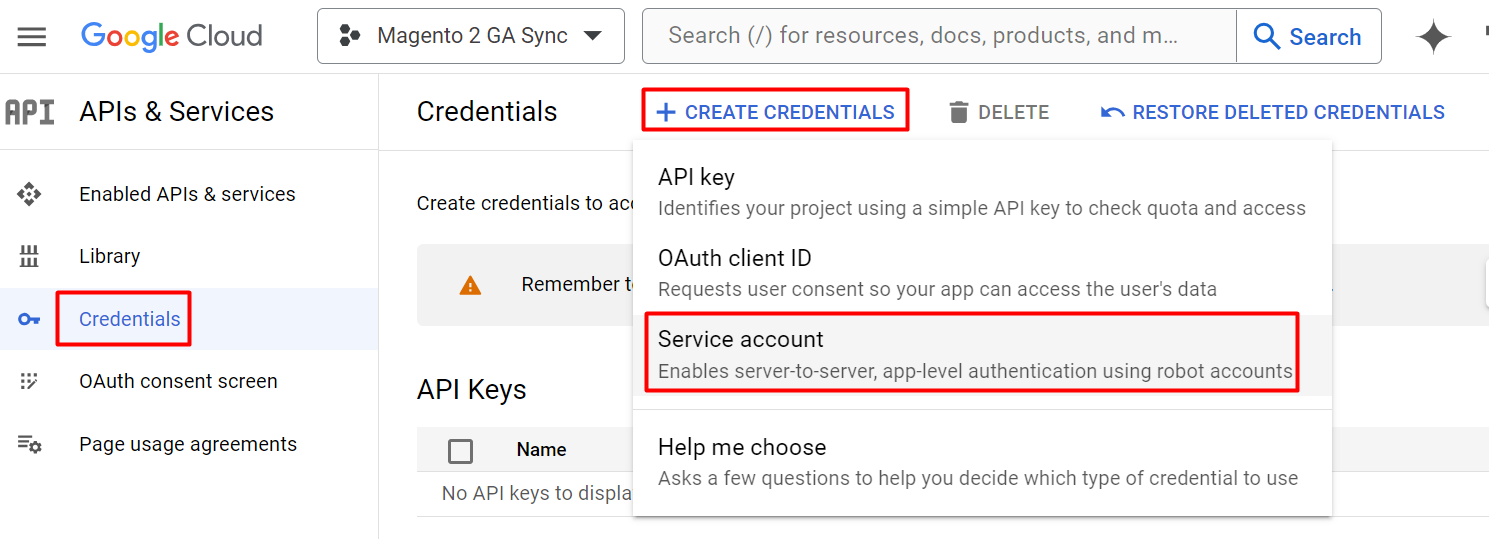 Google Cloud
Magento 2 GA Sync
Search (/) for resources, docs, products, and m...
Search
API
APIs & Services
Credentials
CREATE CREDENTIALS
DELETE
RESTORE DELETED CREDENTIALS
Enabled APIs & services
Library
Credentials
OAuth consent screen
Page usage agreements
Create credentials to
API key
Identifies your project using a simple API key to check quota and access
OAuth client ID
Requests user consent so your app can access the user's data
Remember
Service account
Enables server-to-server, app-level authentication using robot accounts
API Keys
Help me choose
Asks a few questions to help you decide which type of credential to use
Name
No API keys to